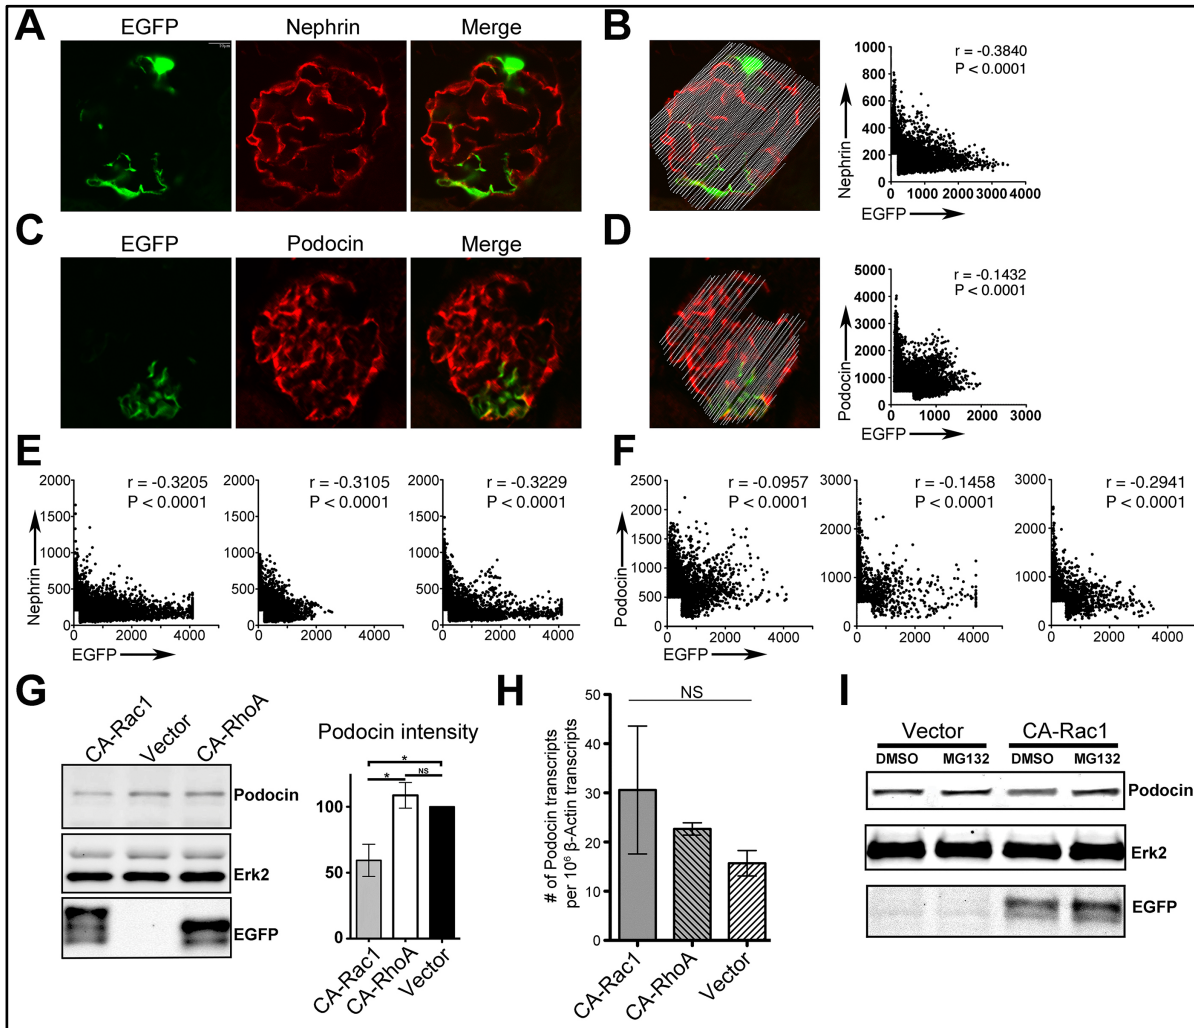 A
EGFP
Nephrin
Merge
10µm
B
r = -0.3840
P < 0.0001
1000
800
600
400
200
0
0 1000 2000 3000 4000
Nephrin
EGFP
C
EGFP
Podocin
Merge
D
r = -0.1432
P < 0.0001
5000
4000
3000
2000
1000
0
0 1000 2000 3000
Podocin
EGFP
E
r = -0.3205
P < 0.0001
2000
1500
1000
500
0
0 2000 4000
Nephrin
EGFP
r = -0.3105
P < 0.0001
2000
1500
1000
500
0
0 2000 4000
r = -0.3229
P < 0.0001
2000
1500
1000
500
0
0 2000 4000
F
r = -0.0957
P < 0.0001
2500
2000
1500
1000
500
0
0 1000 2000 3000 4000
Podocin
EGFP
r = -0.1458
P < 0.0001
3000
2000
1000
0
0 1000 2000 3000 4000
r = -0.2941
P < 0.0001
3000
2000
1000
0
0 1000 2000 3000 4000
G
CA-Rac1
Vector
CA-RhoA
Podocin
Erk2
EGFP
Podocin intensity
*
*
NS
100
50
0
CA-Rac1
CA-RhoA
Vector
H
NS
50
40
30
20
10
0
# of Podocin transcripts
per 10⁶ β-Actin transcripts
CA-Rac1
CA-RhoA
Vector
I
Vector
CA-Rac1
DMSO MG132 DMSO MG132
Podocin
Erk2
EGFP